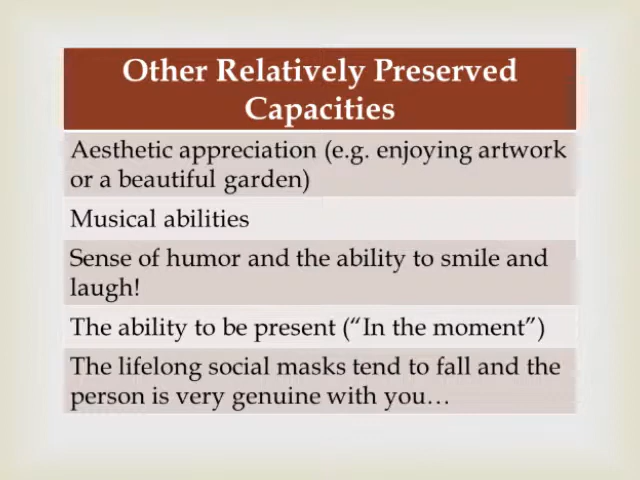 Other Relatively Preserved
Capacities
Aesthetic appreciation (e.g. enjoying artwork
or a beautiful garden)
Musical abilities
Sense of humor and the ability to smile and
laugh!
The ability to be present (“In the moment”)
The lifelong social masks tend to fall and the
person is very genuine with you…